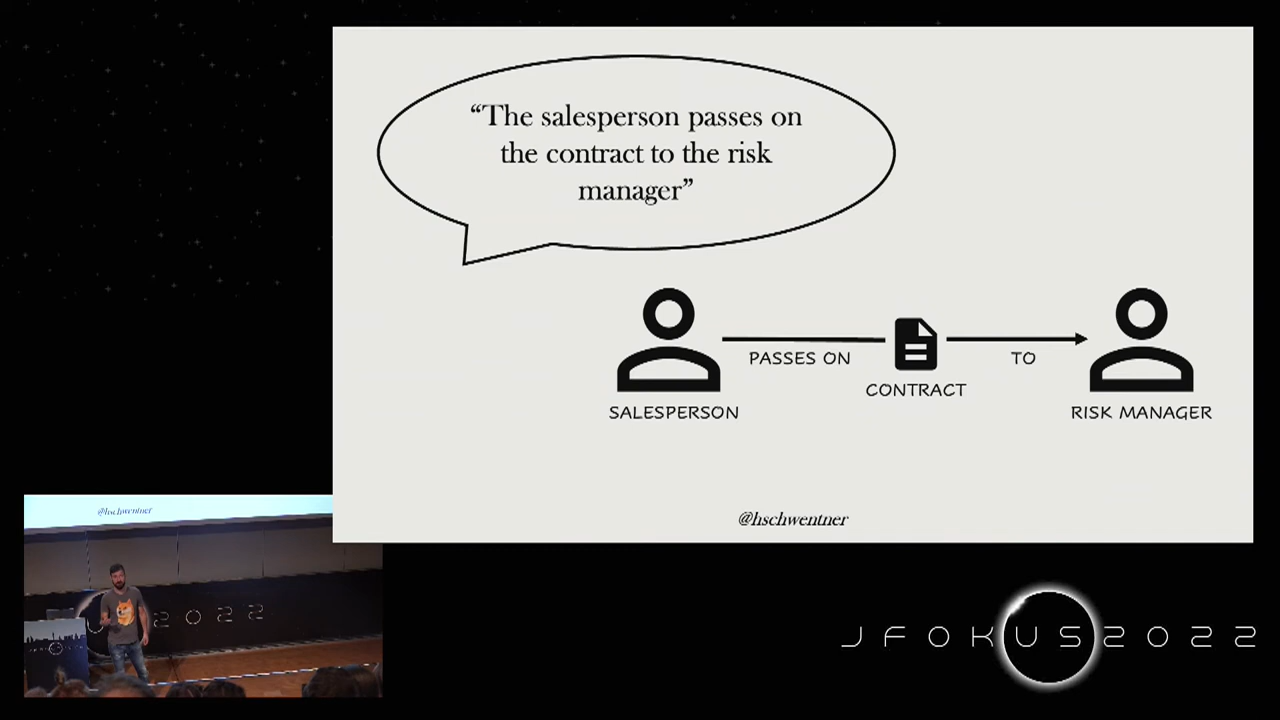 “The salesperson passes on
the contract to the risk
manager”
PASSES ON
TO
CONTRACT
SALESPERSON
RISK MANAGER
@hschwentner
@hschwentner
2022
JFOKUS2022